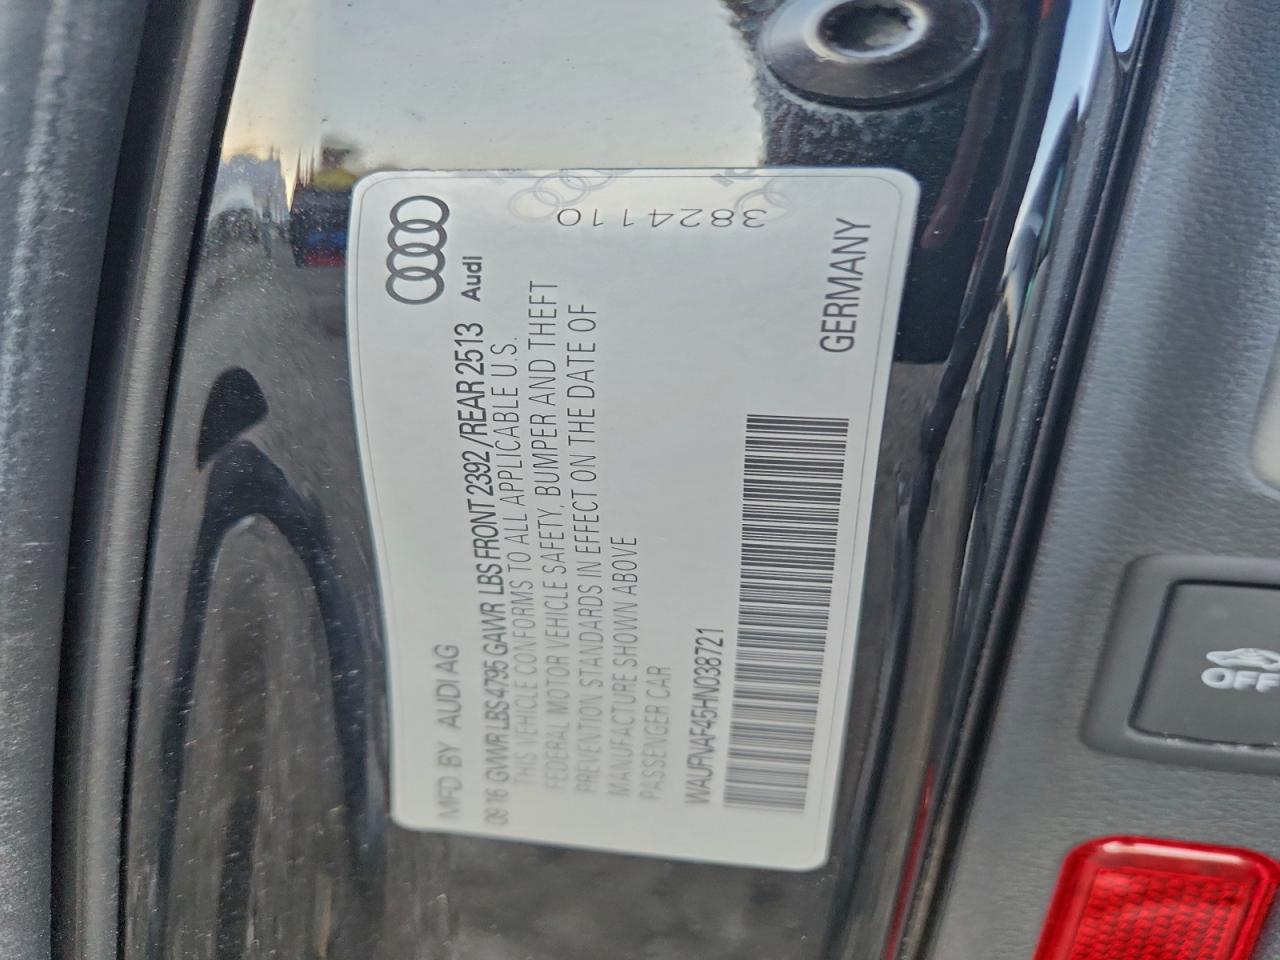 Audi
MFD BY AUDI AG
09 16 GWWR LBS 4795 GAWR LBS FRONT 2392 /REAR 2513
THIS VEHICLE CONFORMS TO ALL APPLICABLE U.S.
FEDERAL MOTOR VEHICLE SAFETY, BUMPER AND THEFT
PREVENTION STANDARDS IN EFFECT ON THE DATE OF
MANUFACTURE SHOWN ABOVE
PASSENGER CAR
WAUFNAF45HN038721
GERMANY
3824110
OFF